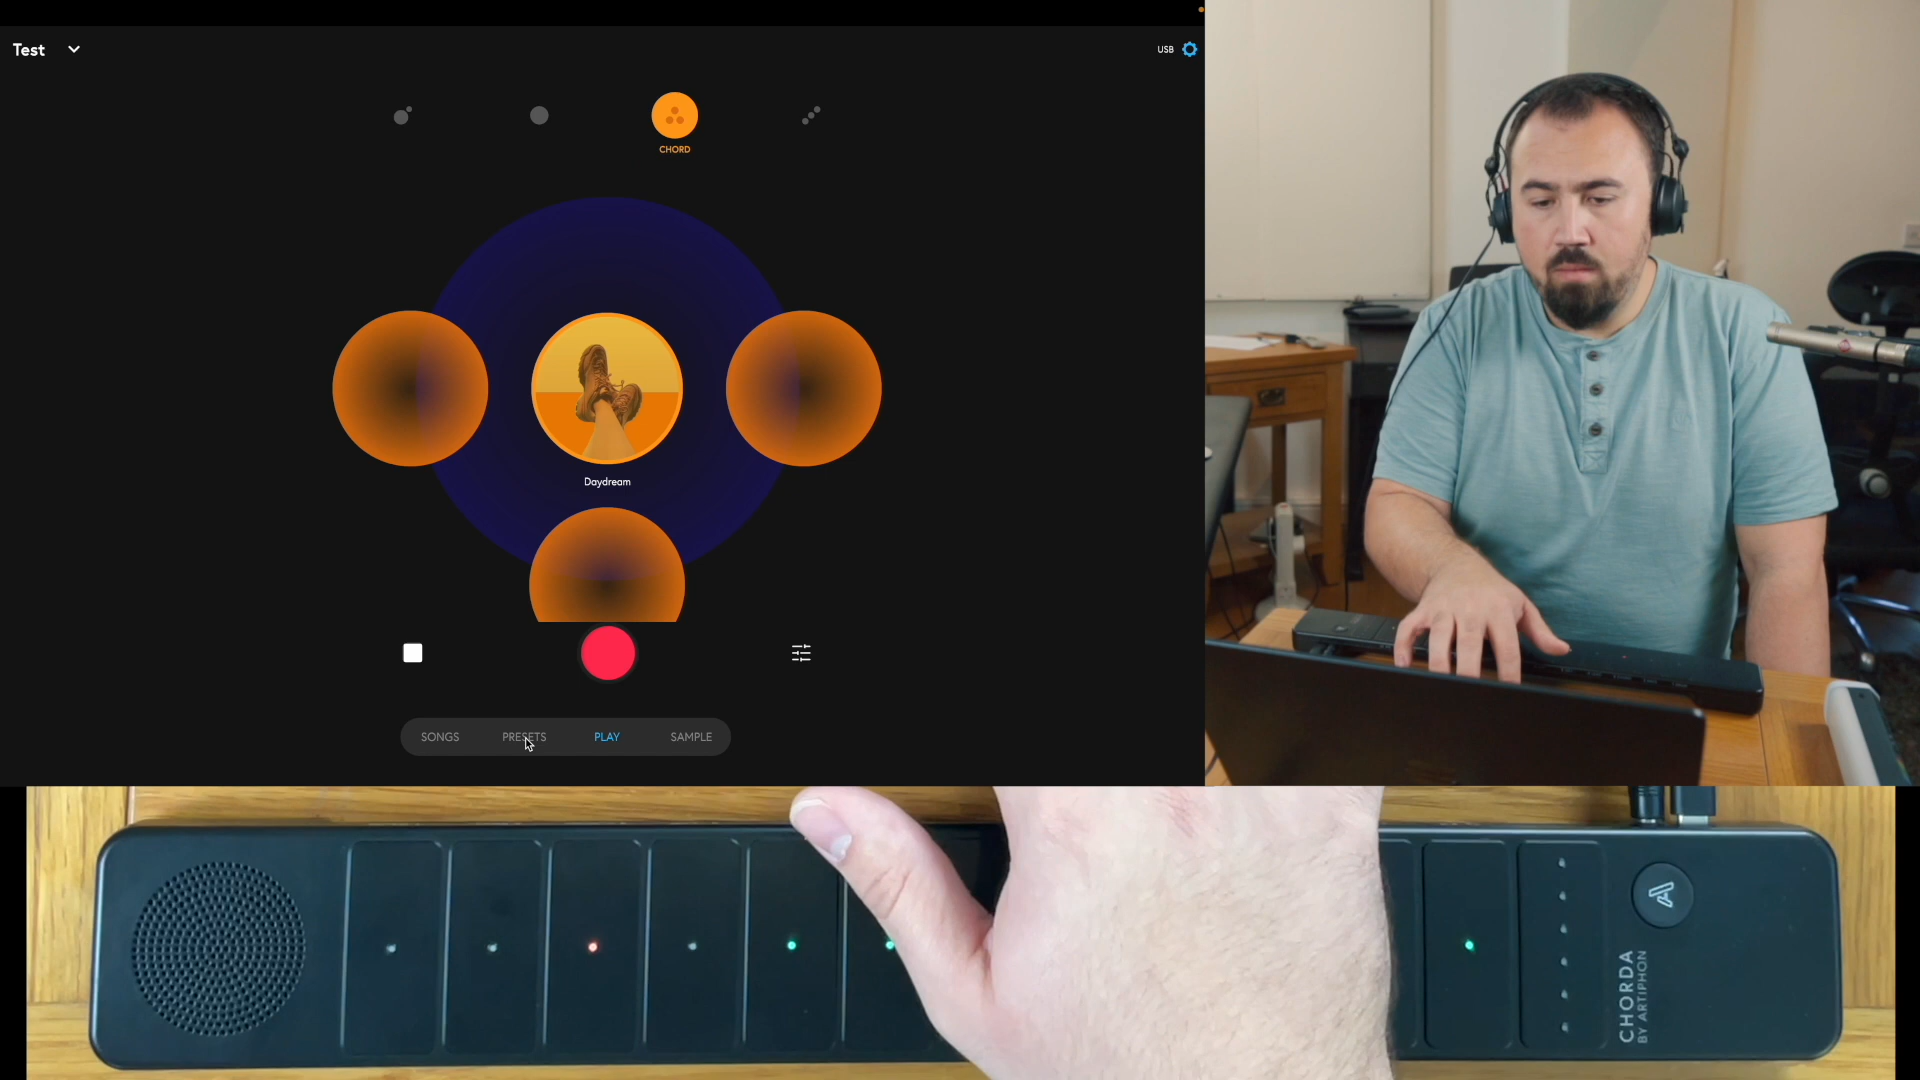 Test
USB
CHORD
Daydream
SONGS PRESETS PLAY SAMPLE
CHORDA
BY ARTIPHON